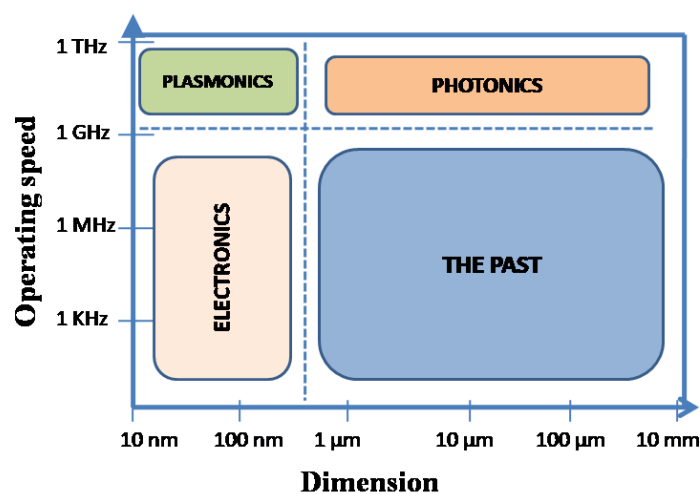 1 THz
PLASMONICS
PHOTONICS
1 GHz
Operating speed
1 MHz
ELECTRONICS
THE PAST
1 KHz
10 nm
100 nm
1 µm
10 µm
100 µm
10 mm
Dimension